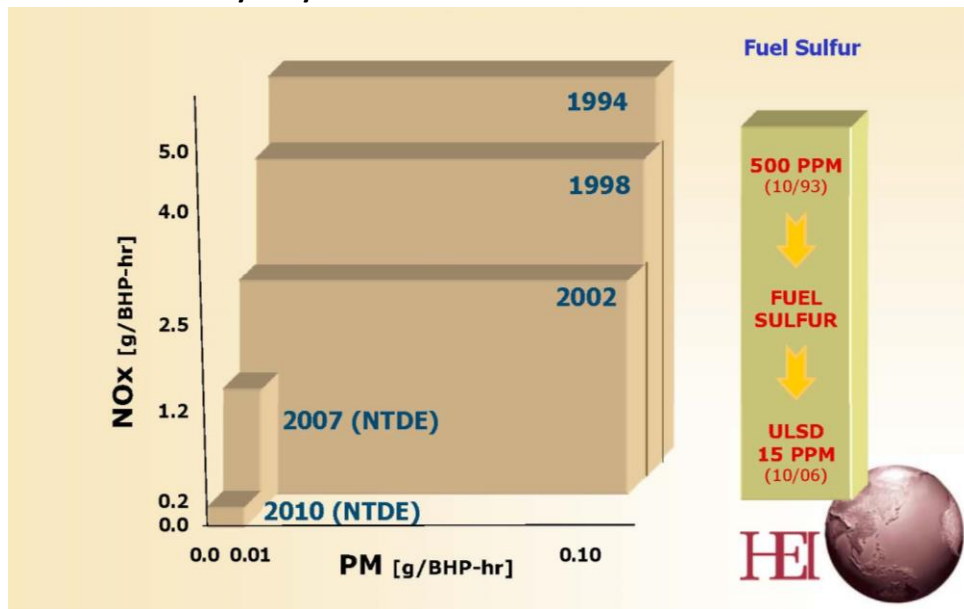 Fuel Sulfur
1994
1998
2002
2007 (NTDE)
2010 (NTDE)
5.0
4.0
2.5
1.2
0.2
0.0
NOx [g/BHP-hr]
0.0 0.01 0.10
PM [g/BHP-hr]
500 PPM
(10/93)
FUEL
SULFUR
ULSD
15 PPM
(10/06)
HEI